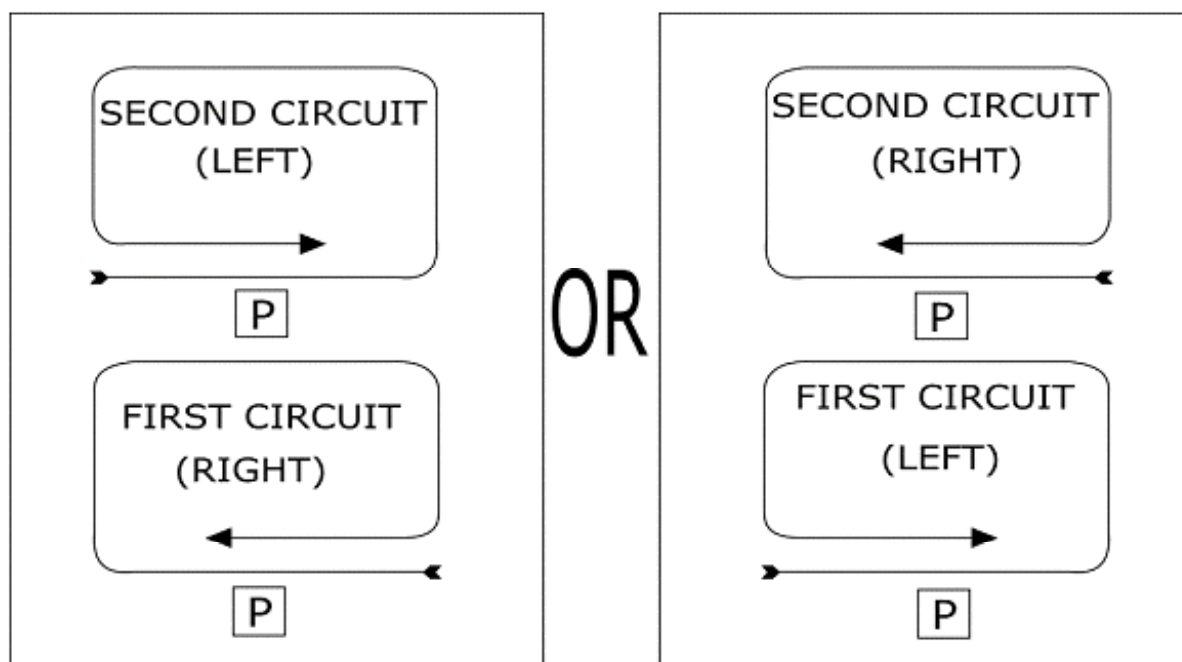 SECOND CIRCUIT
(LEFT)
P
FIRST CIRCUIT
(RIGHT)
P
OR
SECOND CIRCUIT
(RIGHT)
P
FIRST CIRCUIT
(LEFT)
P